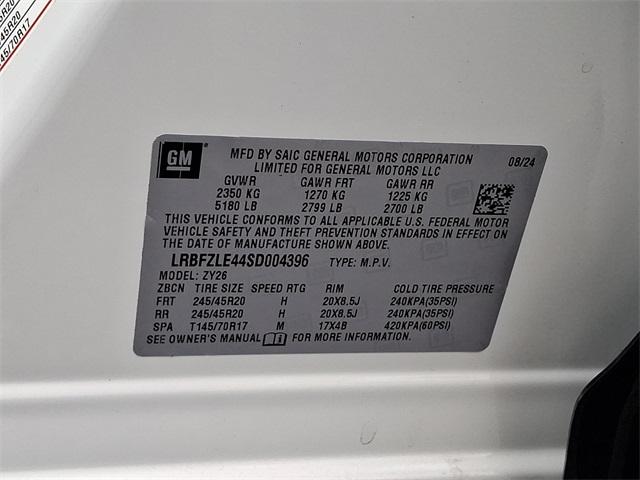 45R20
45R20
45/70R17
GM
MFD BY SAIC GENERAL MOTORS CORPORATION 08/24
LIMITED FOR GENERAL MOTORS LLC
GVWR GAWR FRT GAWR RR
2350 KG 1270 KG 1225 KG
5180 LB 2799 LB 2700 LB
THIS VEHICLE CONFORMS TO ALL APPLICABLE U.S. FEDERAL MOTOR
VEHICLE SAFETY AND THEFT PREVENTION STANDARDS IN EFFECT ON
THE DATE OF MANUFACTURE SHOWN ABOVE.
LRBFZLE44SD004396 TYPE: M.P.V.
MODEL: ZY26
ZBCN TIRE SIZE SPEED RTG RIM COLD TIRE PRESSURE
FRT 245/45R20 H 20X8.5J 240KPA(35PSI)
RR 245/45R20 H 20X8.5J 240KPA(35PSI)
SPA T145/70R17 M 17X4B 420KPA(60PSI)
SEE OWNER'S MANUAL FOR MORE INFORMATION.